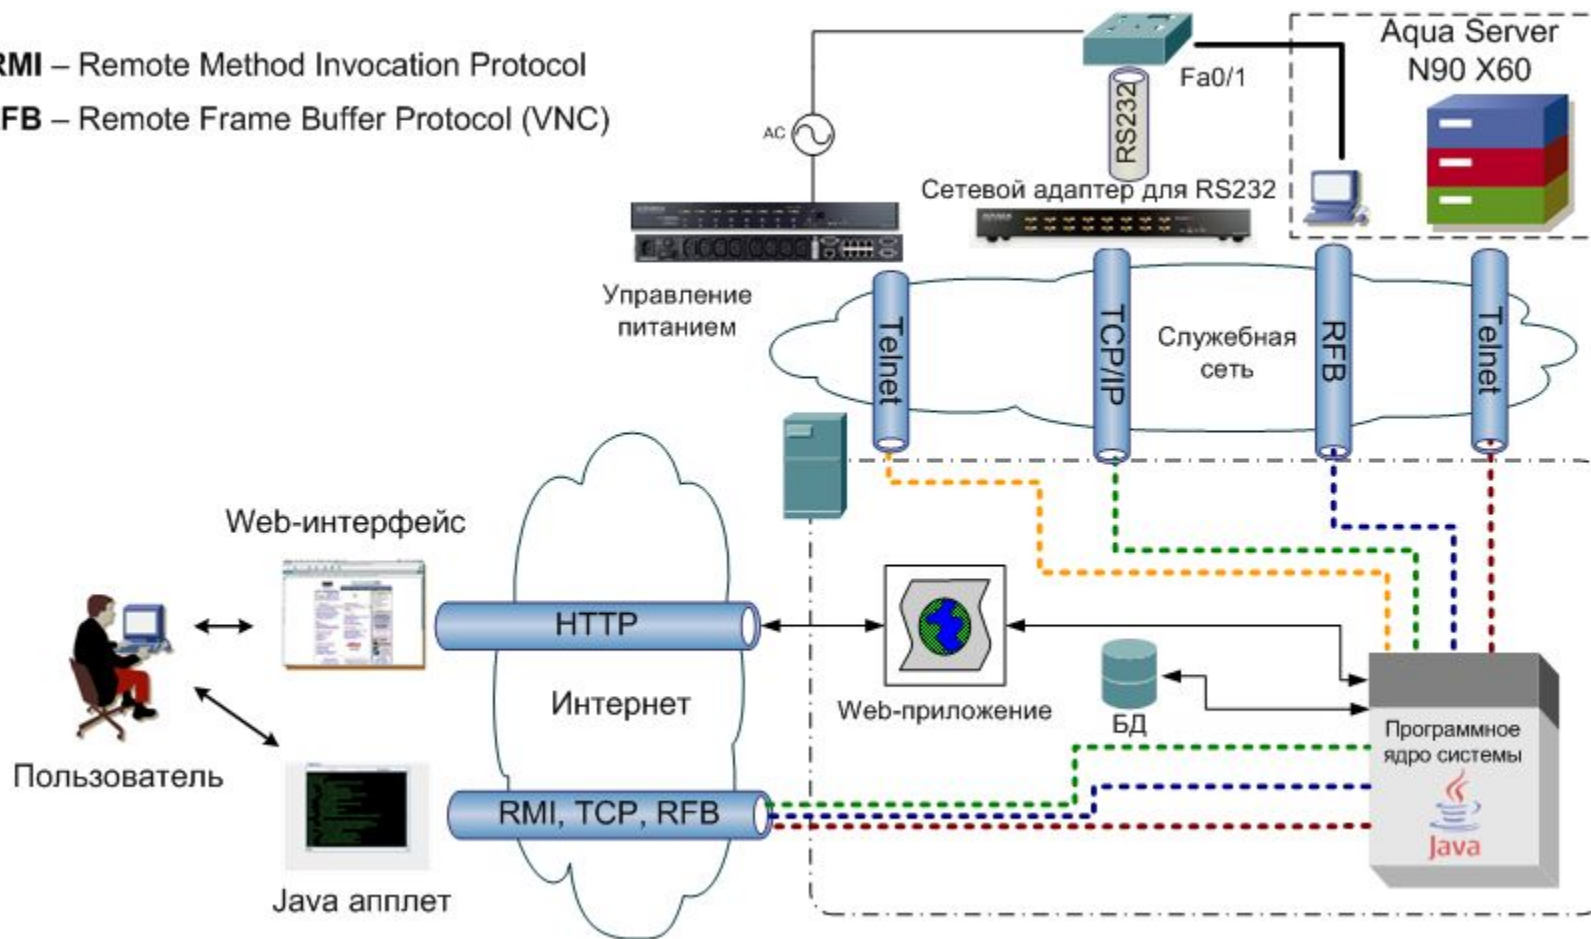 RMI – Remote Method Invocation Protocol
FB – Remote Frame Buffer Protocol (VNC)
Aqua Server
N90 X60
Fa0/1
RS232
AC
Сетевой адаптер для RS232
Управление
питанием
Telnet
TCP/IP
Служебная
сеть
RFB
Telnet
Web-интерфейс
HTTP
Интернет
Web-приложение
БД
Программное
ядро системы
Java
Пользователь
RMI, TCP, RFB
Java апплет